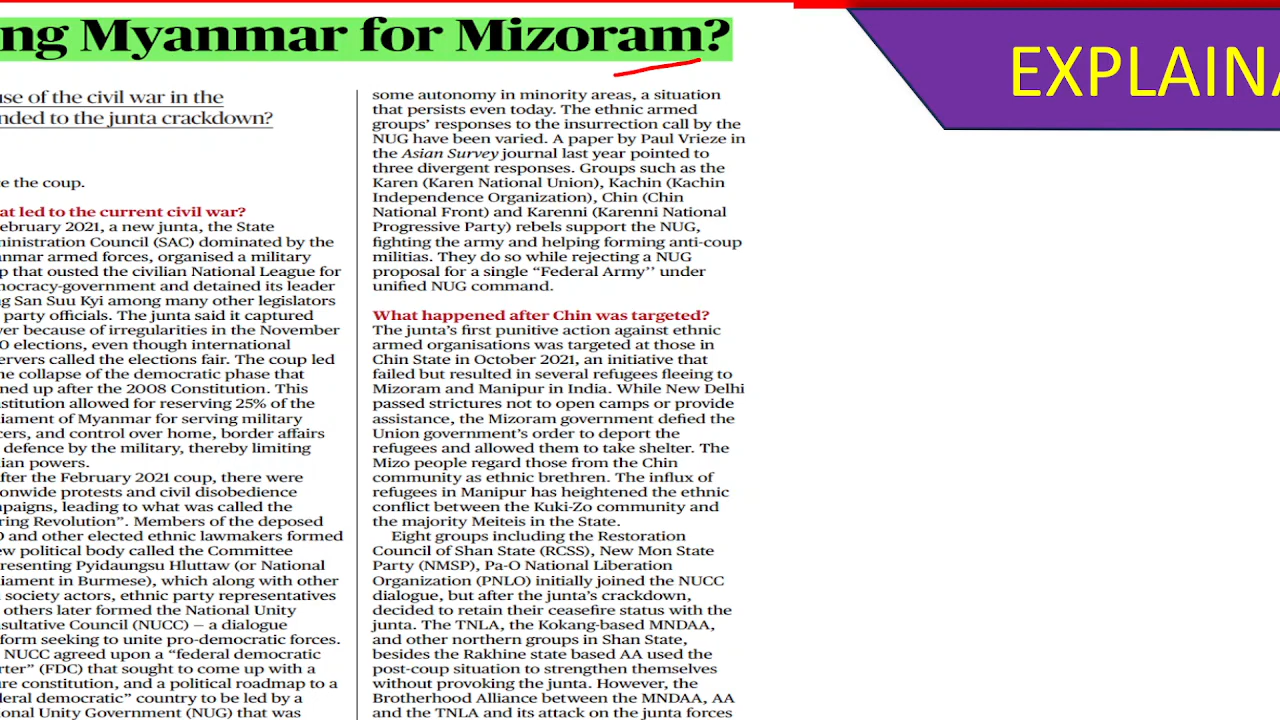 ng Myanmar for Mizoram?
EXPLAINA
use of the civil war in the
nded to the junta crackdown?
e the coup.
at led to the current civil war?
ebruary 2021, a new junta, the State
ministration Council (SAC) dominated by the
anmar armed forces, organised a military
p that ousted the civilian National League for
mocracy-government and detained its leader
ng San Suu Kyi among many other legislators
party officials. The junta said it captured
wer because of irregularities in the November
0 elections, even though international
servers called the elections fair. The coup led
he collapse of the democratic phase that
ned up after the 2008 Constitution. This
stitution allowed for reserving 25% of the
liament of Myanmar for serving military
cers, and control over home, border affairs
defence by the military, thereby limiting
ian powers.
fter the February 2021 coup, there were
onwide protests and civil disobedience
paigns, leading to what was called the
ring Revolution”. Members of the deposed
D and other elected ethnic lawmakers formed
ew political body called the Committee
resenting Pyidaungsu Hluttaw (or National
liament in Burmese), which along with other
society actors, ethnic party representatives
others later formed the National Unity
sultative Council (NUCC) — a dialogue
form seeking to unite pro-democratic forces.
NUCC agreed upon a “federal democratic
rter” (FDC) that sought to come up with a
re constitution, and a political roadmap to a
eral democratic” country to be led by a
onal Unity Government (NUG) that was
some autonomy in minority areas, a situation
that persists even today. The ethnic armed
groups’ responses to the insurrection call by the
NUG have been varied. A paper by Paul Vrieze in
the Asian Survey journal last year pointed to
three divergent responses. Groups such as the
Karen (Karen National Union), Kachin (Kachin
Independence Organization), Chin (Chin
National Front) and Karenni (Karenni National
Progressive Party) rebels support the NUG,
fighting the army and helping forming anti-coup
militias. They do so while rejecting a NUG
proposal for a single “Federal Army’’ under
unified NUG command.
What happened after Chin was targeted?
The junta’s first punitive action against ethnic
armed organisations was targeted at those in
Chin State in October 2021, an initiative that
failed but resulted in several refugees fleeing to
Mizoram and Manipur in India. While New Delhi
passed strictures not to open camps or provide
assistance, the Mizoram government defied the
Union government’s order to deport the
refugees and allowed them to take shelter. The
Mizo people regard those from the Chin
community as ethnic brethren. The influx of
refugees in Manipur has heightened the ethnic
conflict between the Kuki-Zo community and
the majority Meiteis in the State.
Eight groups including the Restoration
Council of Shan State (RCSS), New Mon State
Party (NMSP), Pa-O National Liberation
Organization (PNLO) initially joined the NUCC
dialogue, but after the junta’s crackdown,
decided to retain their ceasefire status with the
junta. The TNLA, the Kokang-based MNDAA,
and other northern groups in Shan State,
besides the Rakhine state based AA used the
post-coup situation to strengthen themselves
without provoking the junta. However, the
Brotherhood Alliance between the MNDAA, AA
and the TNLA and its attack on the junta forces